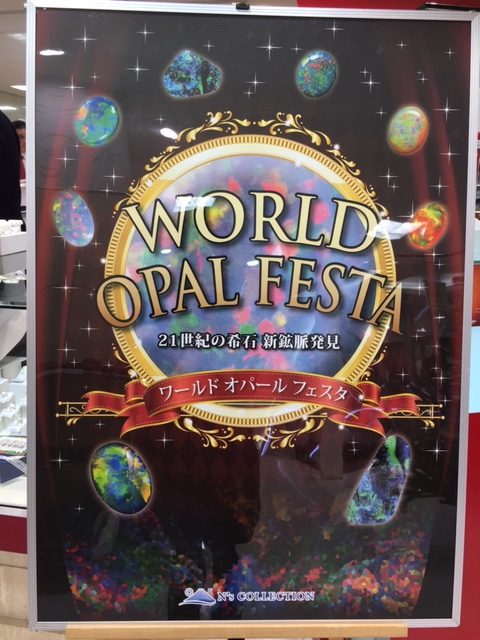 WORLD
OPAL FESTA
21世紀の希石 新鉱脈発見
ワールド オパール フェスタ
N's COLLECTION